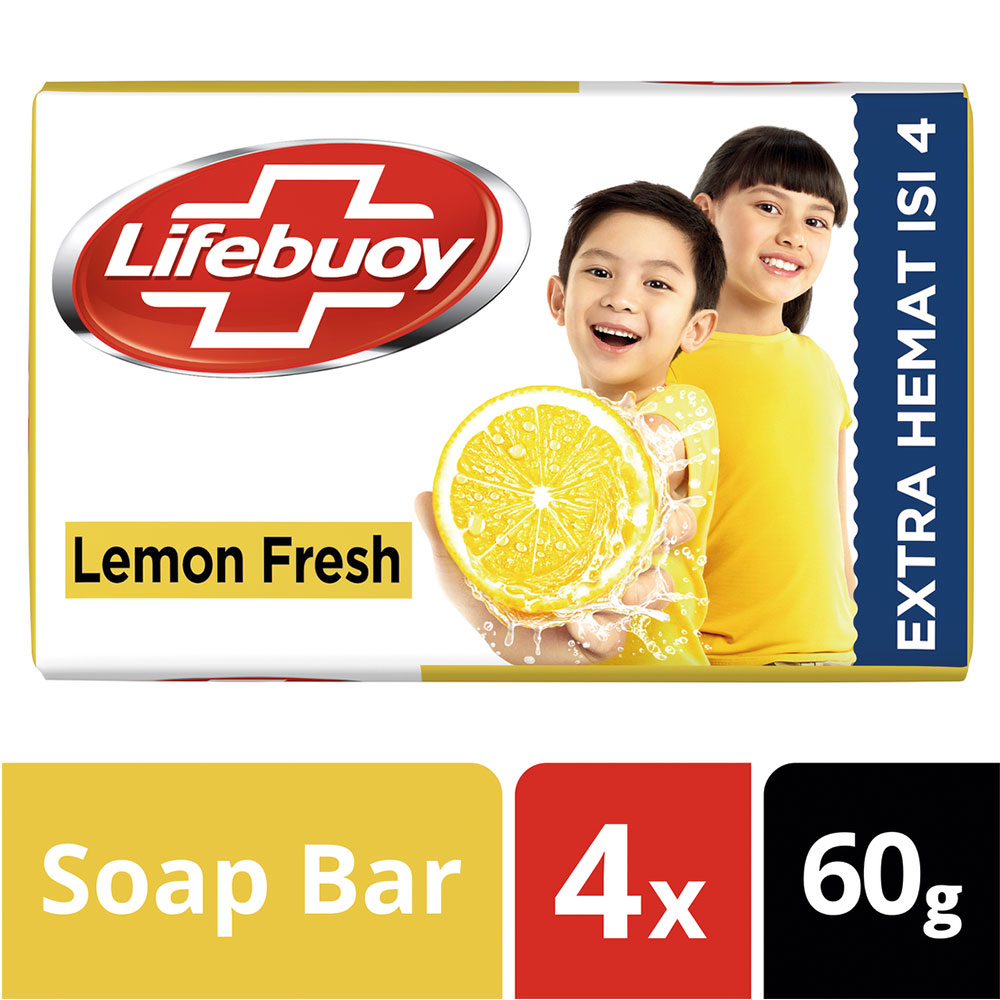 Lifebuoy
Lemon Fresh
EXTRA HEMAT ISI 4
Soap Bar
4x
60g